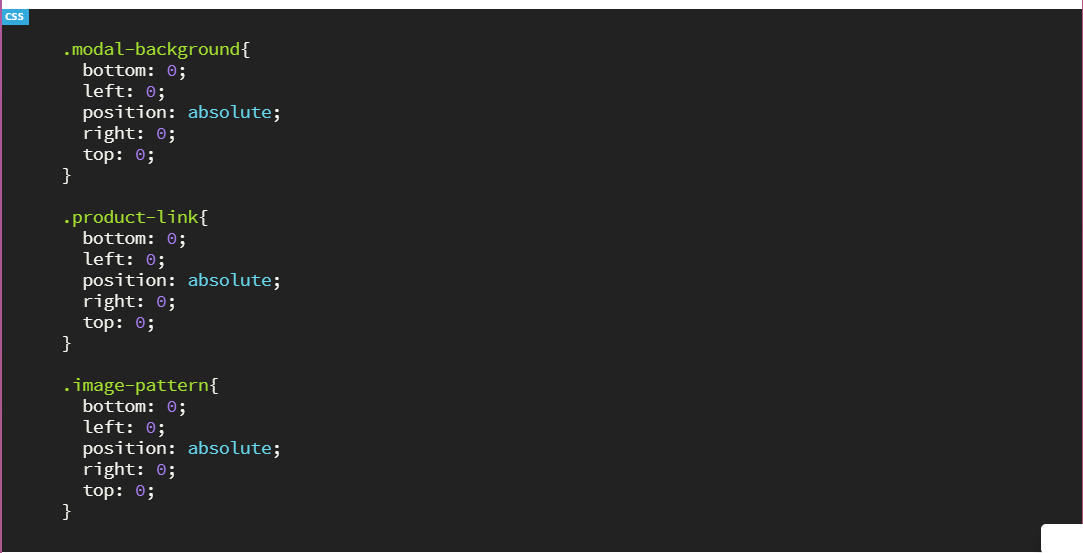 CSS
.modal-background{
bottom: 0;
left: 0;
position: absolute;
right: 0;
top: 0;
}
.product-link{
bottom: 0;
left: 0;
position: absolute;
right: 0;
top: 0;
}
.image-pattern{
bottom: 0;
left: 0;
position: absolute;
right: 0;
top: 0;
}